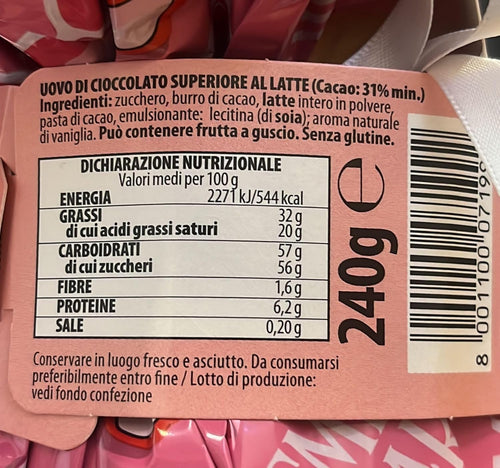 UOVO DI CIOCCOLATO SUPERIORE AL LATTE (Cacao: 31% min.)
Ingredienti: zucchero, burro di cacao, latte intero in polvere,
pasta di cacao, emulsionante: lecitina (di soia); aroma naturale
di vaniglia. Può contenere frutta a guscio. Senza glutine.
DICHIARAZIONE NUTRIZIONALE
Valori medi per 100 g
ENERGIA 2271 kJ/544 kcal
GRASSI 32 g
di cui acidi grassi saturi 20 g
CARBOIDRATI 57 g
di cui zuccheri 56 g
FIBRE 1,6 g
PROTEINE 6,2 g
SALE 0,20 g
240g e
8 001100 07199
Conservare in luogo fresco e asciutto. Da consumarsi
preferibilmente entro fine / Lotto di produzione:
vedi fondo confezione